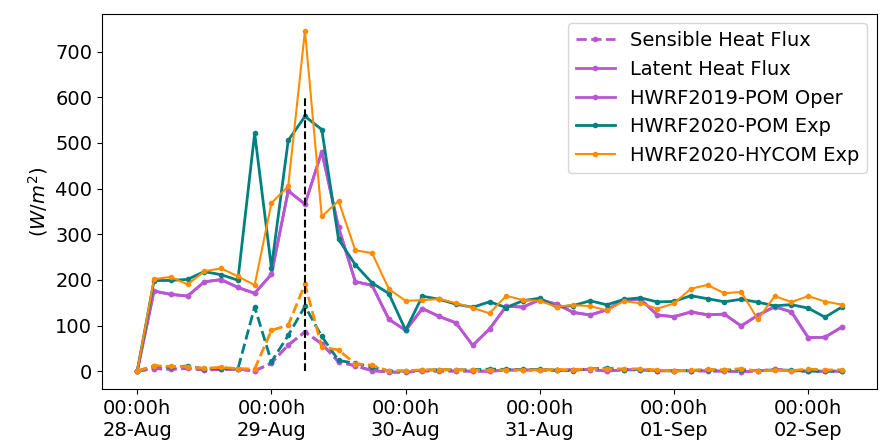 700
600
500
400
300
200
100
0
(W/m²)
Sensible Heat Flux
Latent Heat Flux
HWRF2019-POM Oper
HWRF2020-POM Exp
HWRF2020-HYCOM Exp
00:00h 00:00h 00:00h 00:00h 00:00h 00:00h
28-Aug 29-Aug 30-Aug 31-Aug 01-Sep 02-Sep